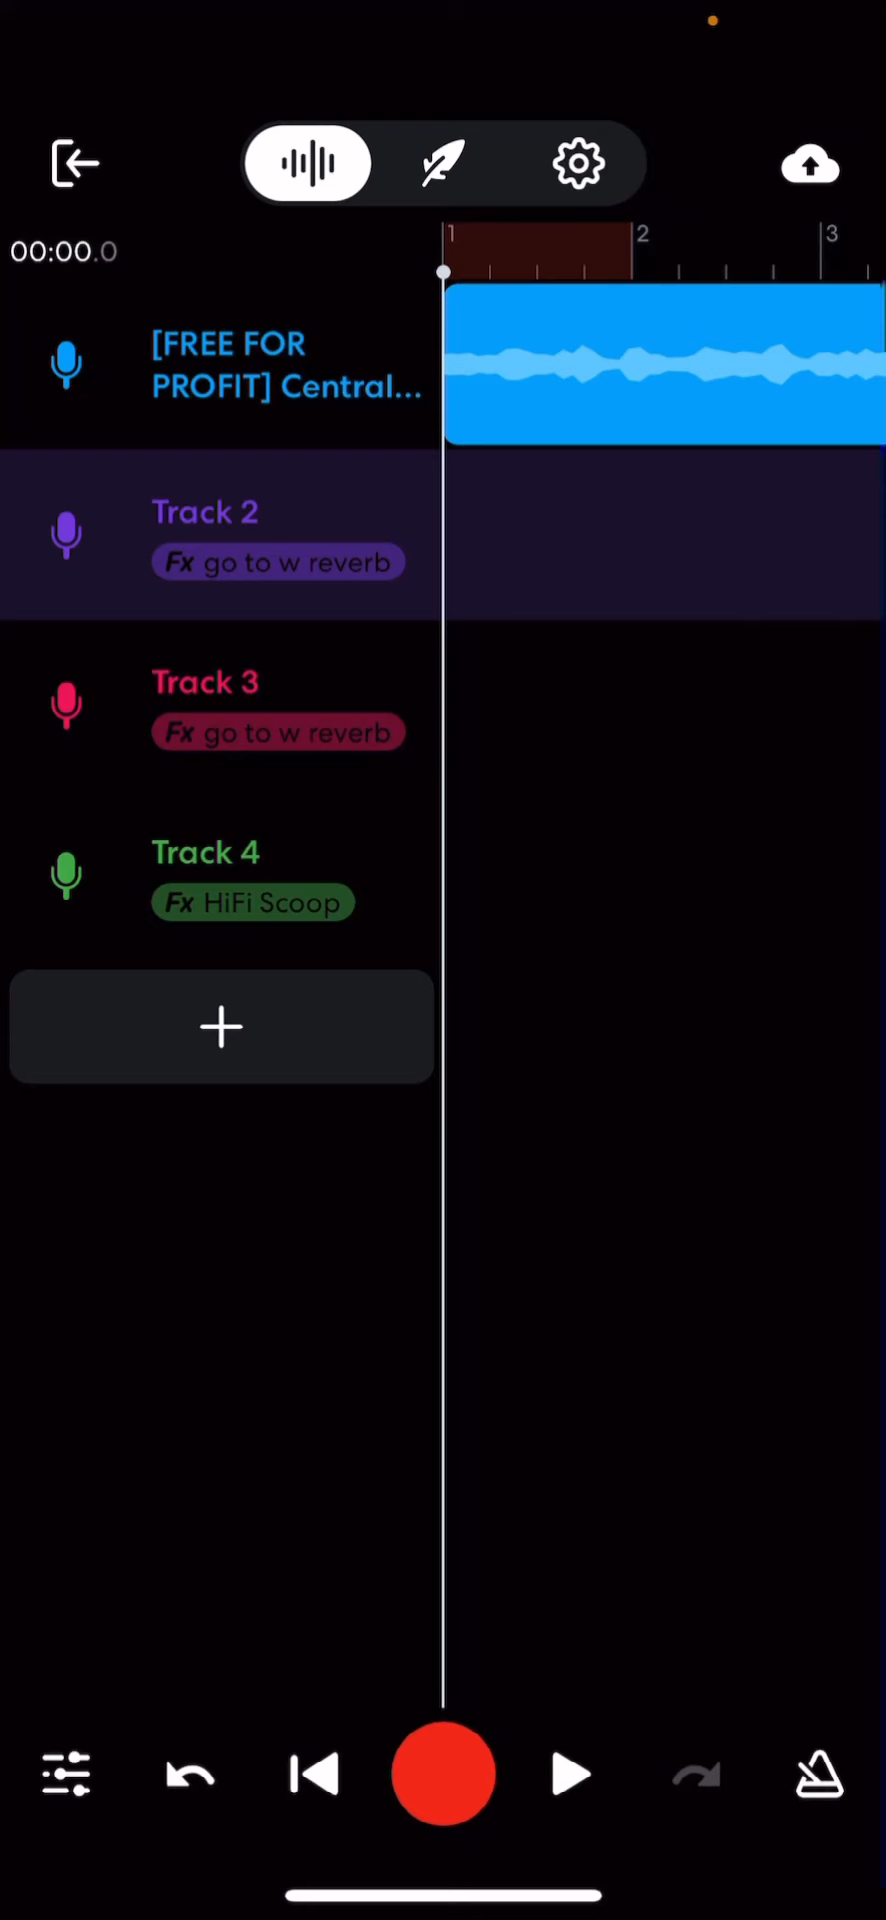 1 2 3
00:00.0
[FREE FOR
PROFIT] Central...
Track 2
Fx go to w reverb
Track 3
Fx go to w reverb
Track 4
Fx HiFi Scoop